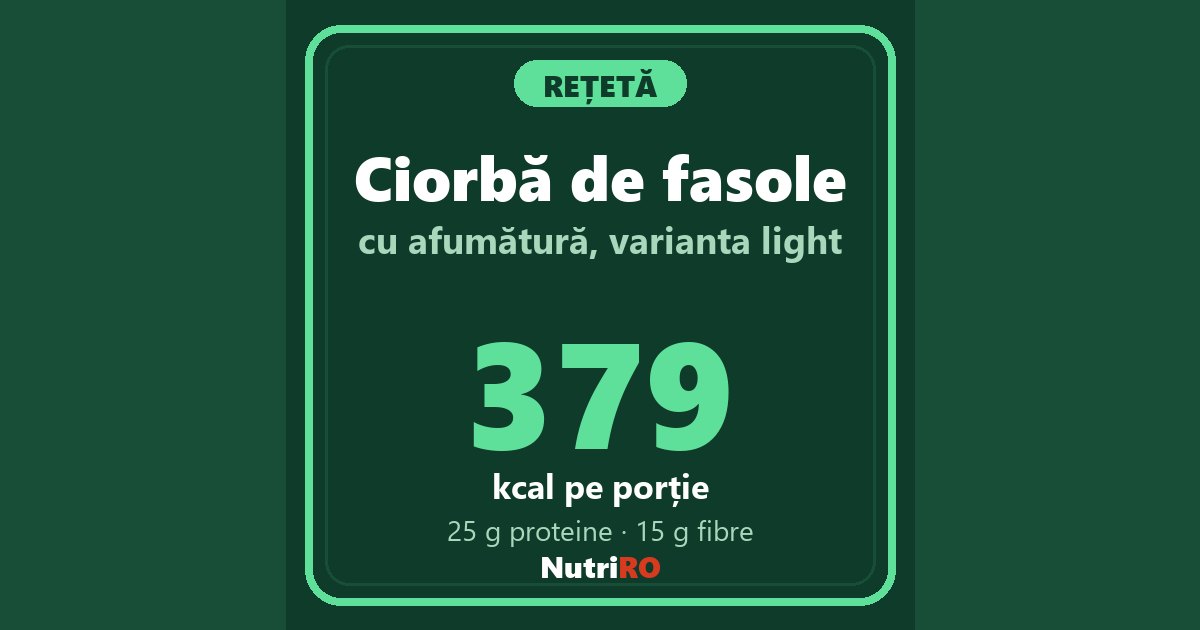 REȚETĂ
Ciorbă de fasole
cu afumătură, varianta light
379
kcal pe porție
25 g proteine · 15 g fibre
NutriRO